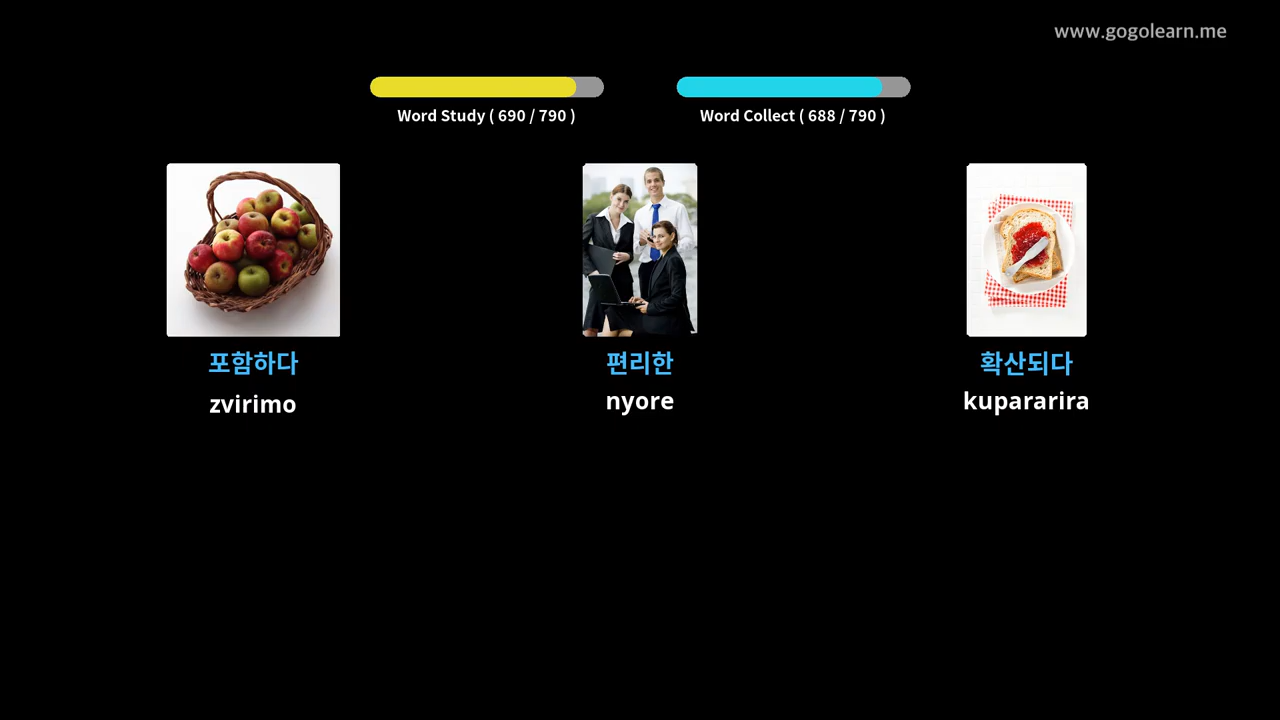 www.gogolearn.me
Word Study ( 690 / 790 )
Word Collect ( 688 / 790 )
포함하다
zvirimo
편리한
nyore
확산되다
kupararira